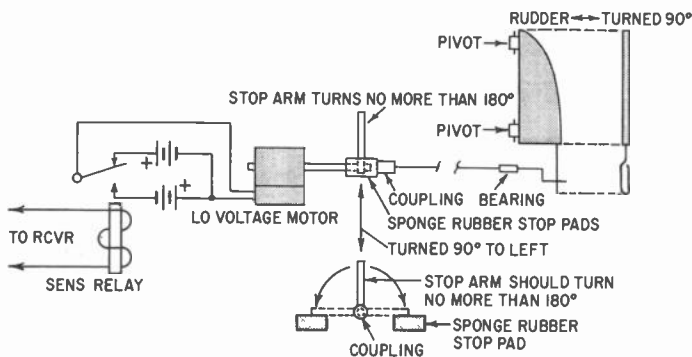 RUDDER TURNED 90°
PIVOT
STOP ARM TURNS NO MORE THAN 180°
PIVOT
+
+
COUPLING
BEARING
LO VOLTAGE MOTOR
SPONGE RUBBER STOP PADS
TO RCVR
TURNED 90° TO LEFT
SENS RELAY
STOP ARM SHOULD TURN
NO MORE THAN 180°
SPONGE RUBBER
STOP PAD
COUPLING